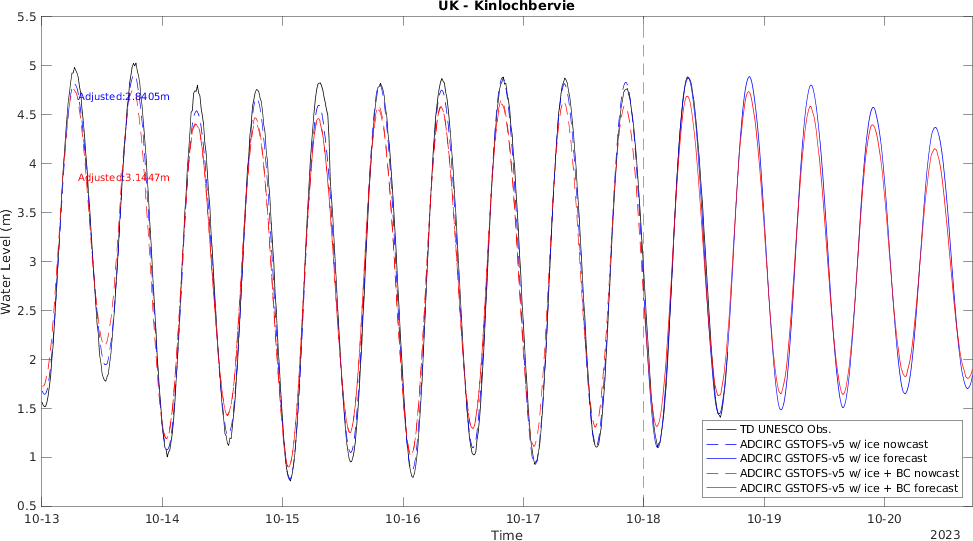 UK - Kinlochbervie
5.5
5
4.5
4
3.5
3
2.5
2
1.5
1
0.5
Water Level (m)
Adjusted:2.8405m
Adjusted:3.1447m
TD UNESCO Obs.
ADCIRC GSTOFS-v5 w/ ice nowcast
ADCIRC GSTOFS-v5 w/ ice forecast
ADCIRC GSTOFS-v5 w/ ice + BC nowcast
ADCIRC GSTOFS-v5 w/ ice + BC forecast
10-13 10-14 10-15 10-16 10-17 10-18 10-19 10-20
Time
2023